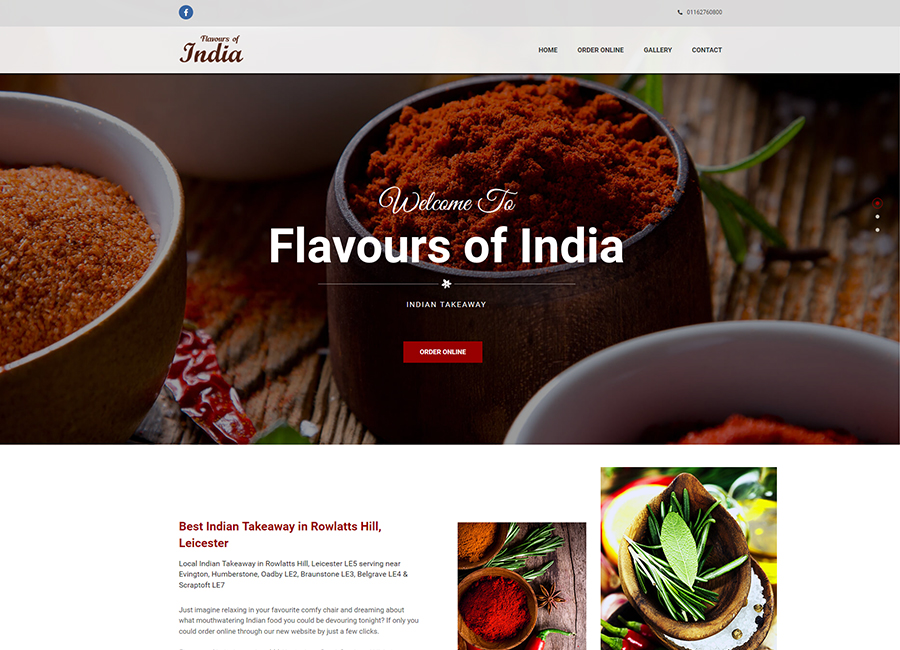 f
01162760800
Flavours of
India
HOME ORDER ONLINE GALLERY CONTACT
Welcome To
Flavours of India
INDIAN TAKEAWAY
ORDER ONLINE
Best Indian Takeaway in Rowlatts Hill,
Leicester
Local Indian Takeaway in Rowlatts Hill, Leicester LE5 serving near
Evington, Humberstone, Oadby LE2, Braunstone LE3, Belgrave LE4 &
Scraptoft LE7
Just imagine relaxing in your favourite comfy chair and dreaming about
what mouthwatering Indian food you could be devouring tonight? If only you
could order online through our new website by just a few clicks.